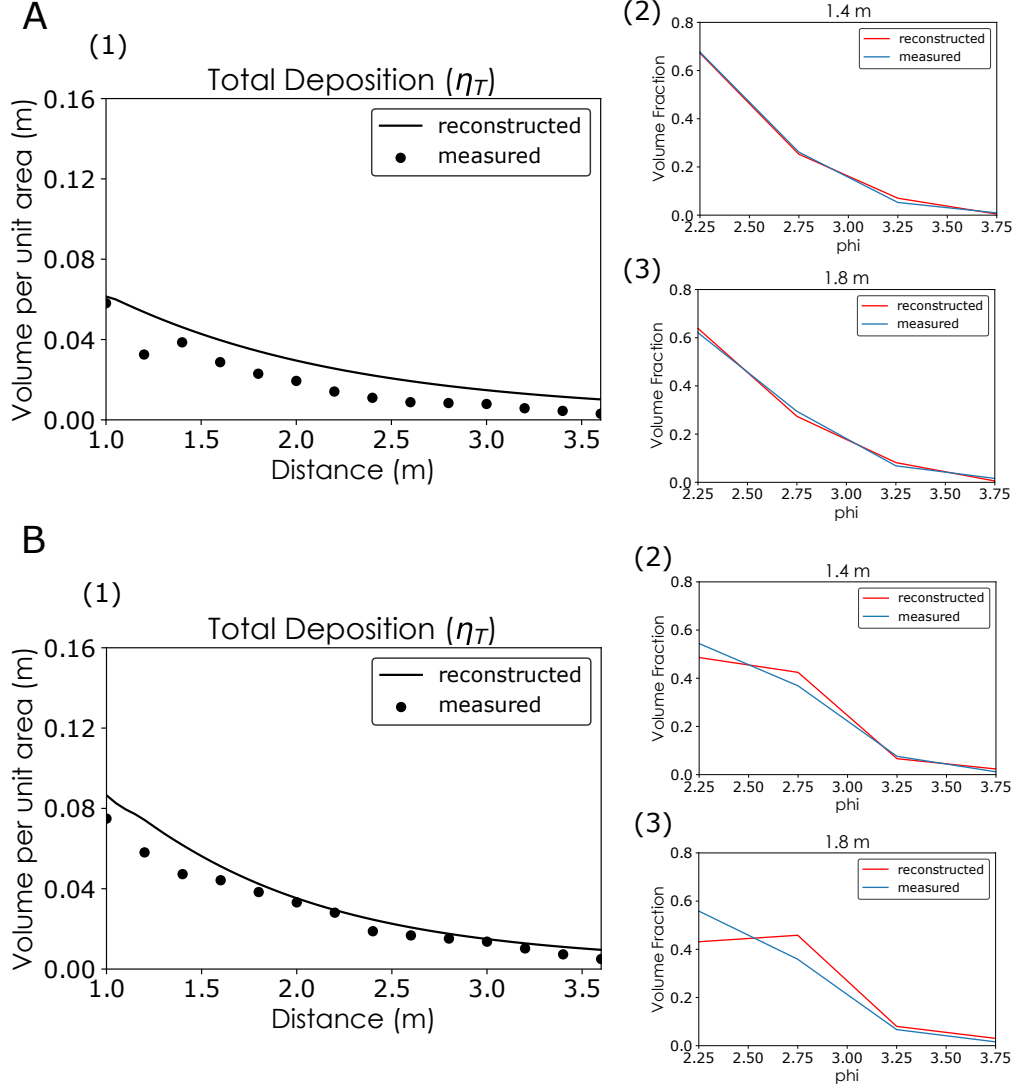 A
(1)
Total Deposition (ηT)
Volume per unit area (m)
0.16
0.12
0.08
0.04
0.00
reconstructed
measured
1.0 1.5 2.0 2.5 3.0 3.5
Distance (m)
(2)
1.4 m
Volume Fraction
0.8
0.6
0.4
0.2
0.0
reconstructed
measured
2.25 2.50 2.75 3.00 3.25 3.50 3.75
phi
(3)
1.8 m
Volume Fraction
0.8
0.6
0.4
0.2
0.0
reconstructed
measured
2.25 2.50 2.75 3.00 3.25 3.50 3.75
phi
B
(1)
Total Deposition (ηT)
Volume per unit area (m)
0.16
0.12
0.08
0.04
0.00
reconstructed
measured
1.0 1.5 2.0 2.5 3.0 3.5
Distance (m)
(2)
1.4 m
Volume Fraction
0.8
0.6
0.4
0.2
0.0
reconstructed
measured
2.25 2.50 2.75 3.00 3.25 3.50 3.75
phi
(3)
1.8 m
Volume Fraction
0.8
0.6
0.4
0.2
0.0
reconstructed
measured
2.25 2.50 2.75 3.00 3.25 3.50 3.75
phi